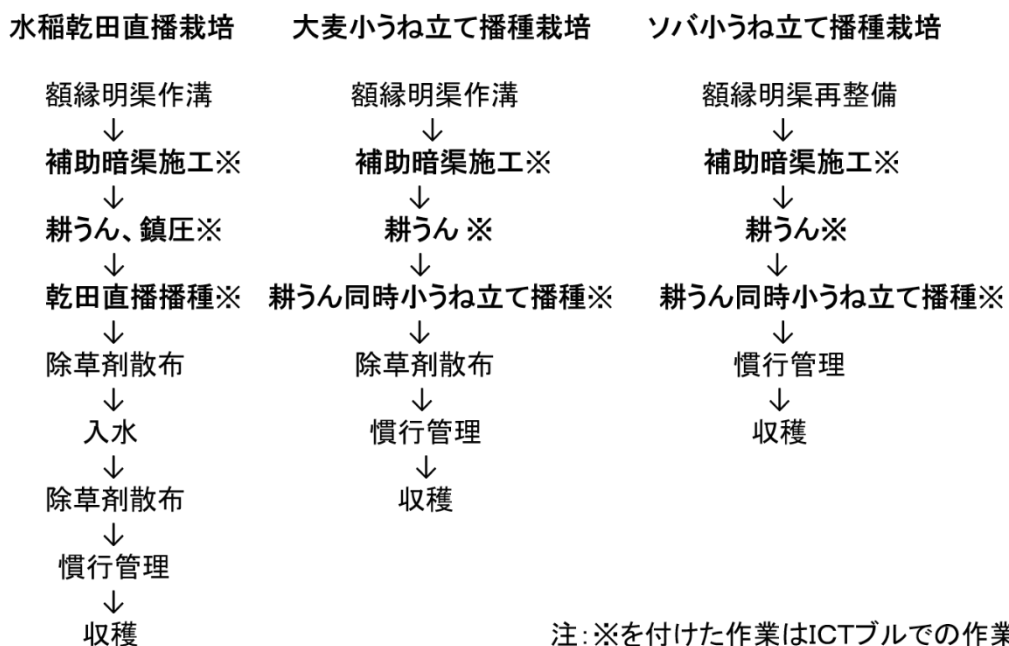 水稲乾田直播栽培
額縁明渠作溝
↓
補助暗渠施工※
↓
耕うん、鎮圧※
↓
乾田直播播種※
↓
除草剤散布
↓
入水
↓
除草剤散布
↓
慣行管理
↓
収穫
大麦小うね立て播種栽培
額縁明渠作溝
↓
補助暗渠施工※
↓
耕うん ※
↓
耕うん同時小うね立て播種※
↓
除草剤散布
↓
慣行管理
↓
収穫
ソバ小うね立て播種栽培
額縁明渠再整備
↓
補助暗渠施工※
↓
耕うん※
↓
耕うん同時小うね立て播種※
↓
慣行管理
↓
収穫
注:※を付けた作業はICTブルでの作業